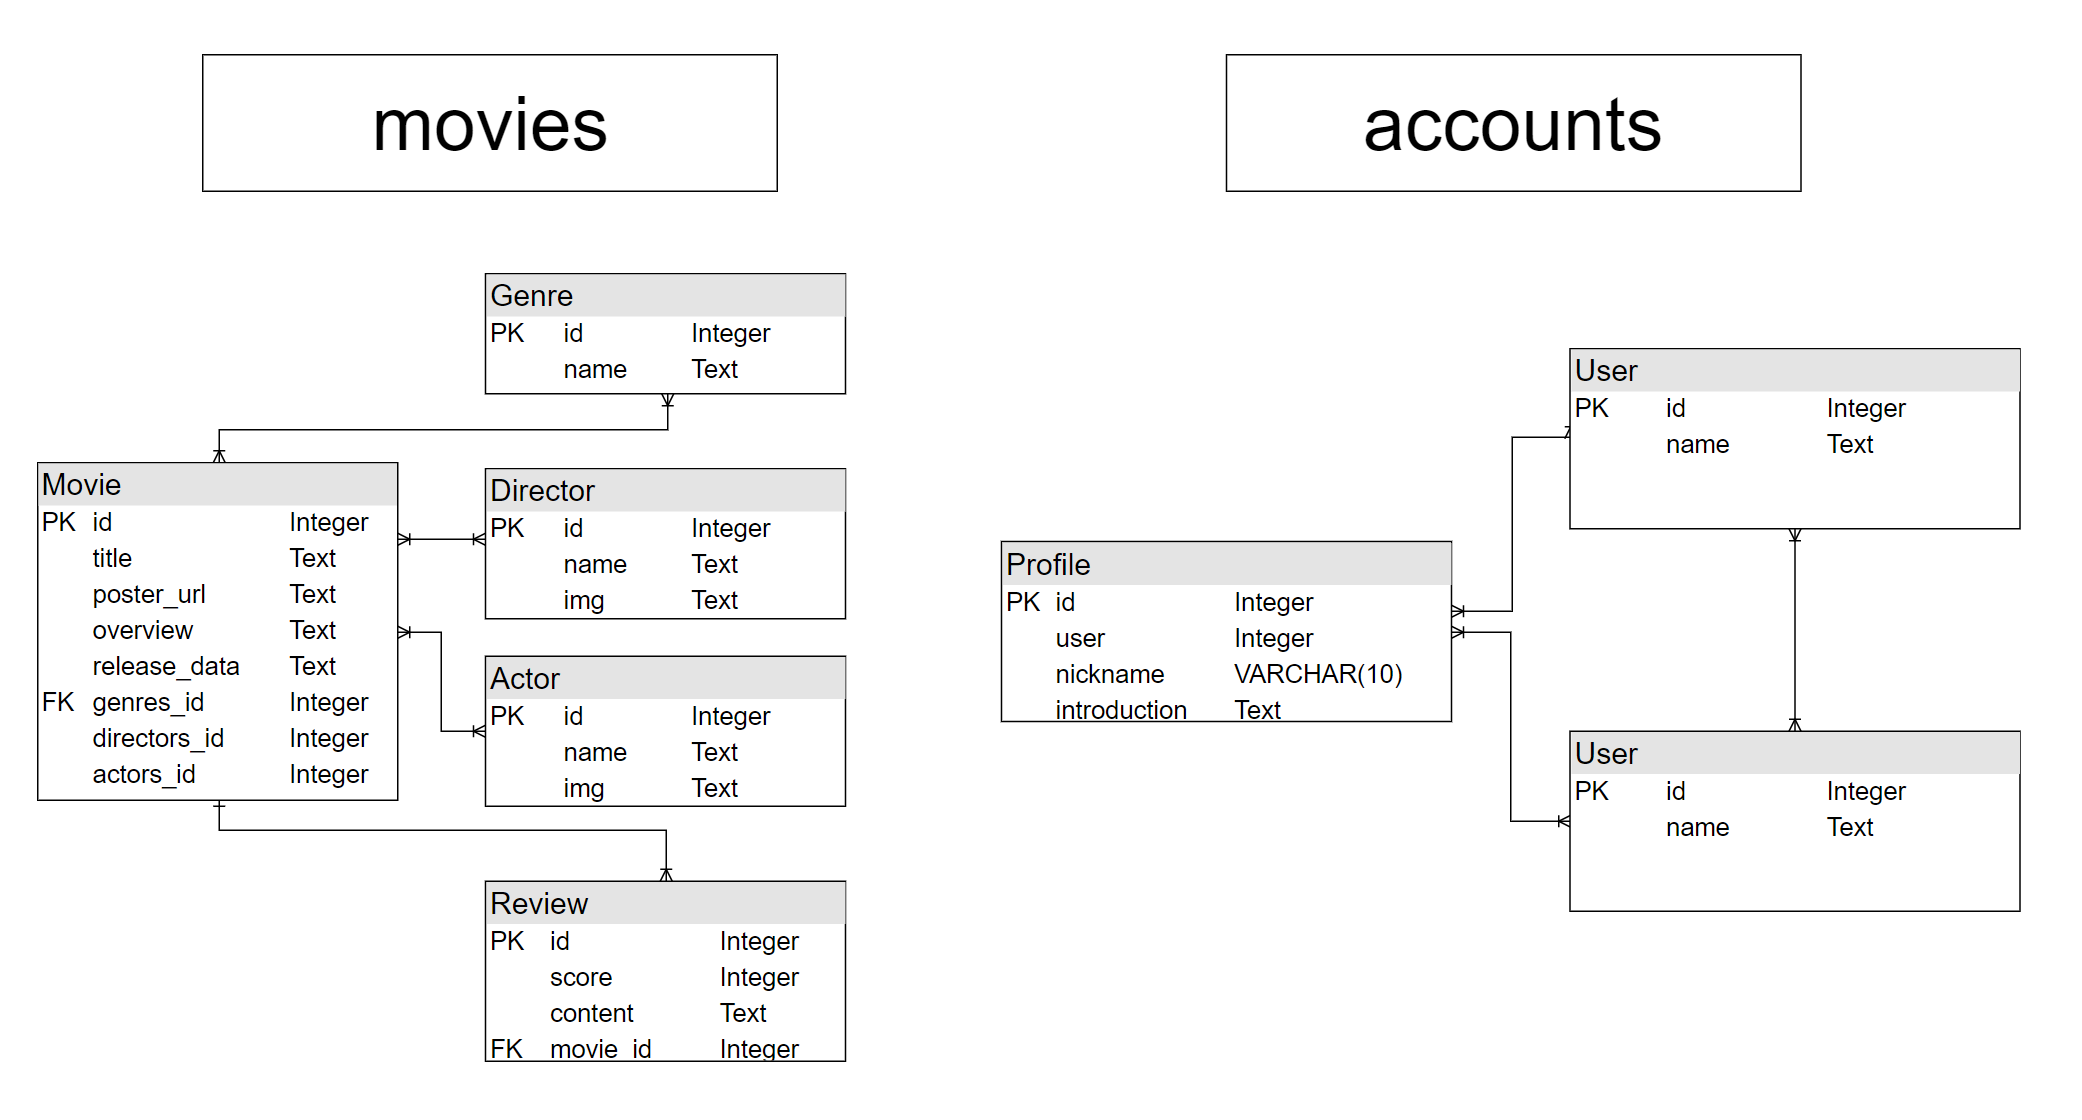 movies
accounts
Genre
PK id Integer
name Text
Movie
PK id Integer
title Text
poster_url Text
overview Text
release_data Text
FK genres_id Integer
directors_id Integer
actors_id Integer
Director
PK id Integer
name Text
img Text
Actor
PK id Integer
name Text
img Text
Review
PK id Integer
score Integer
content Text
FK movie_id Integer
Profile
PK id Integer
user Integer
nickname VARCHAR(10)
introduction Text
User
PK id Integer
name Text
User
PK id Integer
name Text